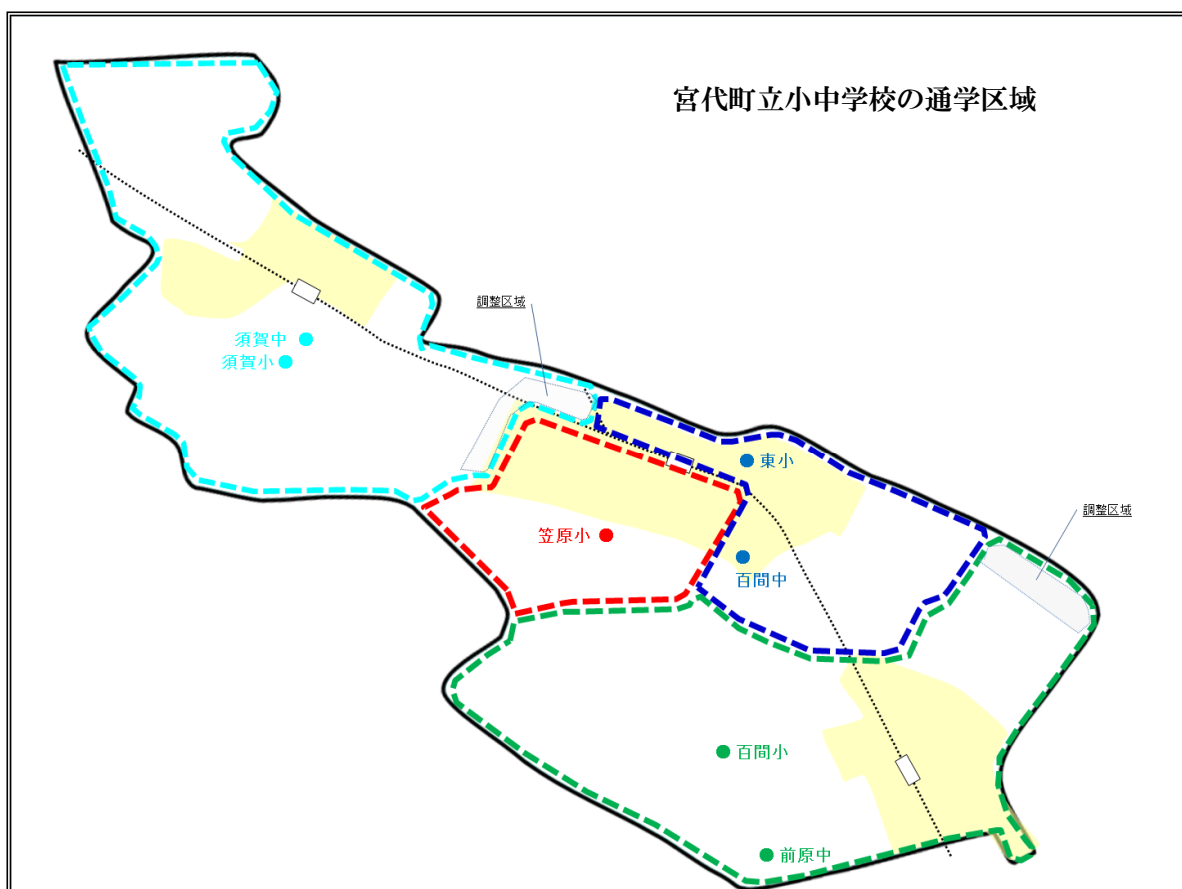 宮代町立小中学校の通学区域
調整区域
須賀中
須賀小
東小
調整区域
笠原小
百間中
百間小
前原中